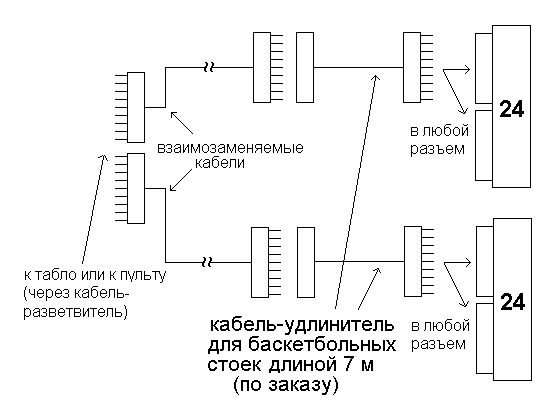 24
в любой
разъем
взаимозаменяемые
кабели
к табло или к пульту
(через кабель-
разветвитель)
24
кабель-удлинитель
для баскетбольных
стоек длиной 7 м
(по заказу)
в любой
разъем